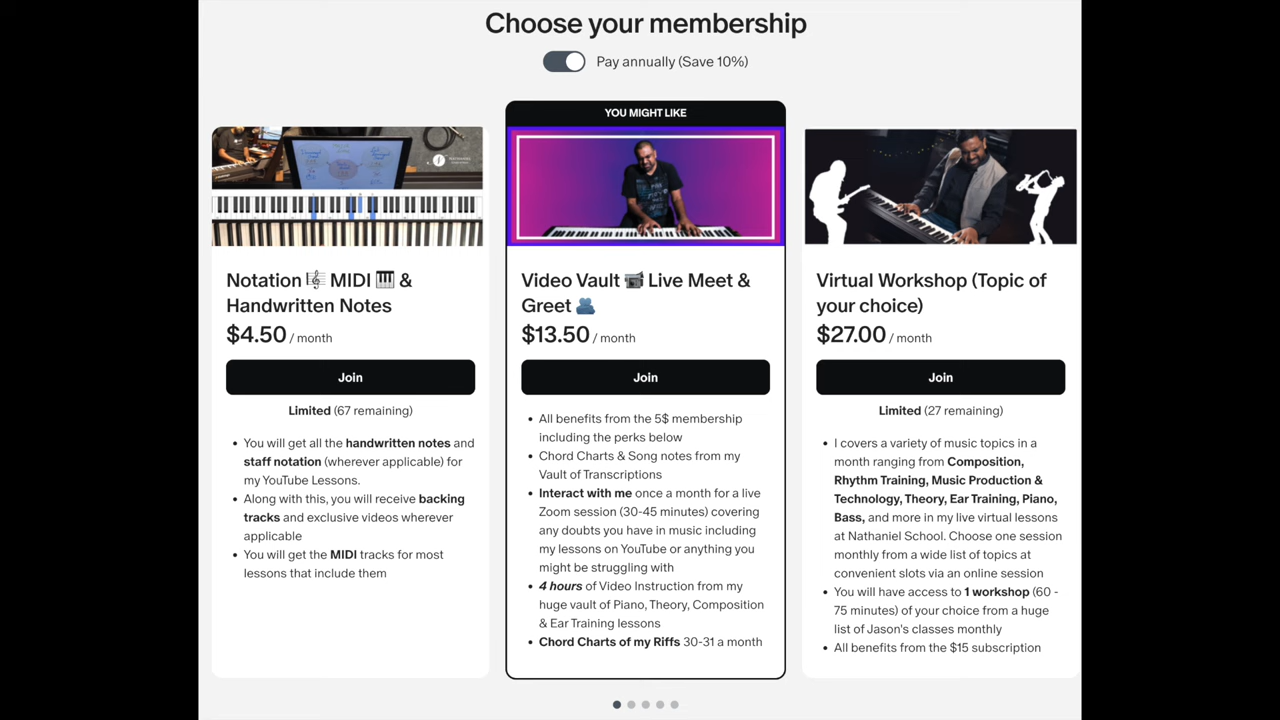 Choose your membership
Pay annually (Save 10%)
Notation 🎼 MIDI 🎹 &
Handwritten Notes
$4.50 / month
Join
Limited (67 remaining)
• You will get all the handwritten notes and
staff notation (wherever applicable) for
my YouTube Lessons.
• Along with this, you will receive backing
tracks and exclusive videos wherever
applicable
• You will get the MIDI tracks for most
lessons that include them
YOU MIGHT LIKE
Video Vault 📹 Live Meet &
Greet 🫂
$13.50 / month
Join
• All benefits from the 5$ membership
including the perks below
• Chord Charts & Song notes from my
Vault of Transcriptions
• Interact with me once a month for a live
Zoom session (30-45 minutes) covering
any doubts you have in music including
my lessons on YouTube or anything you
might be struggling with
• 4 hours of Video Instruction from my
huge vault of Piano, Theory, Composition
& Ear Training lessons
• Chord Charts of my Riffs 30-31 a month
Virtual Workshop (Topic of
your choice)
$27.00 / month
Join
Limited (27 remaining)
• I covers a variety of music topics in a
month ranging from Composition,
Rhythm Training, Music Production &
Technology, Theory, Ear Training, Piano,
Bass, and more in my live virtual lessons
at Nathaniel School. Choose one session
monthly from a wide list of topics at
convenient slots via an online session
• You will have access to 1 workshop (60 -
75 minutes) of your choice from a huge
list of Jason's classes monthly
• All benefits from the $15 subscription